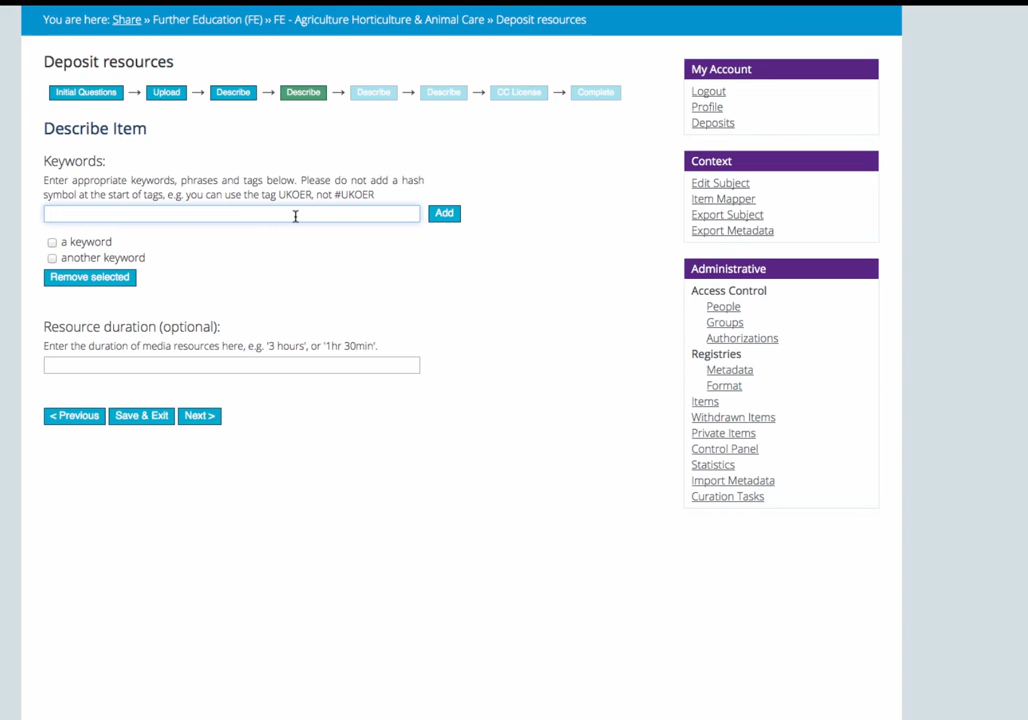 You are here: Share » Further Education (FE) » FE - Agriculture Horticulture & Animal Care » Deposit resources
Deposit resources
Initial Questions → Upload → Describe → Describe → Describe → Describe → CC License → Complete
Describe Item
Keywords:
Enter appropriate keywords, phrases and tags below. Please do not add a hash
symbol at the start of tags, e.g. you can use the tag UKOER, not #UKOER
Add
a keyword
another keyword
Remove selected
Resource duration (optional):
Enter the duration of media resources here, e.g. '3 hours', or '1hr 30min'.
< Previous Save & Exit Next >
My Account
Logout
Profile
Deposits
Context
Edit Subject
Item Mapper
Export Subject
Export Metadata
Administrative
Access Control
People
Groups
Authorizations
Registries
Metadata
Format
Items
Withdrawn Items
Private Items
Control Panel
Statistics
Import Metadata
Curation Tasks